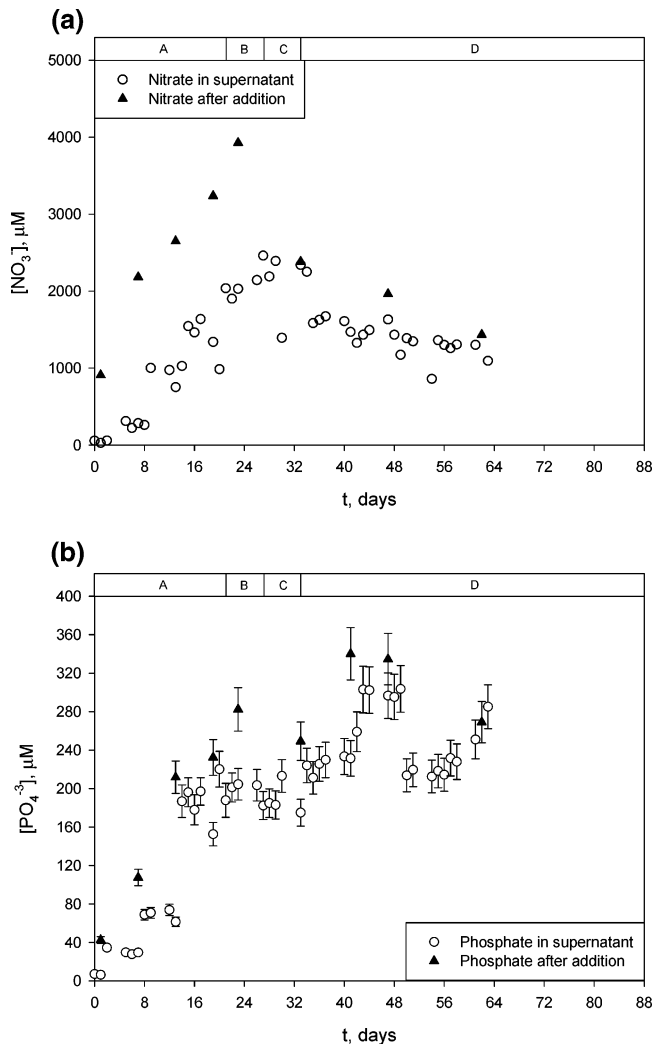 (a)
A B C D
Nitrate in supernatant
Nitrate after addition
5000
4000
3000
2000
1000
0
[NO3-], μM
0 8 16 24 32 40 48 56 64 72 80 88
t, days
(b)
A B C D
400
360
320
280
240
200
160
120
80
40
0
[PO4-3], μM
Phosphate in supernatant
Phosphate after addition
0 8 16 24 32 40 48 56 64 72 80 88
t, days